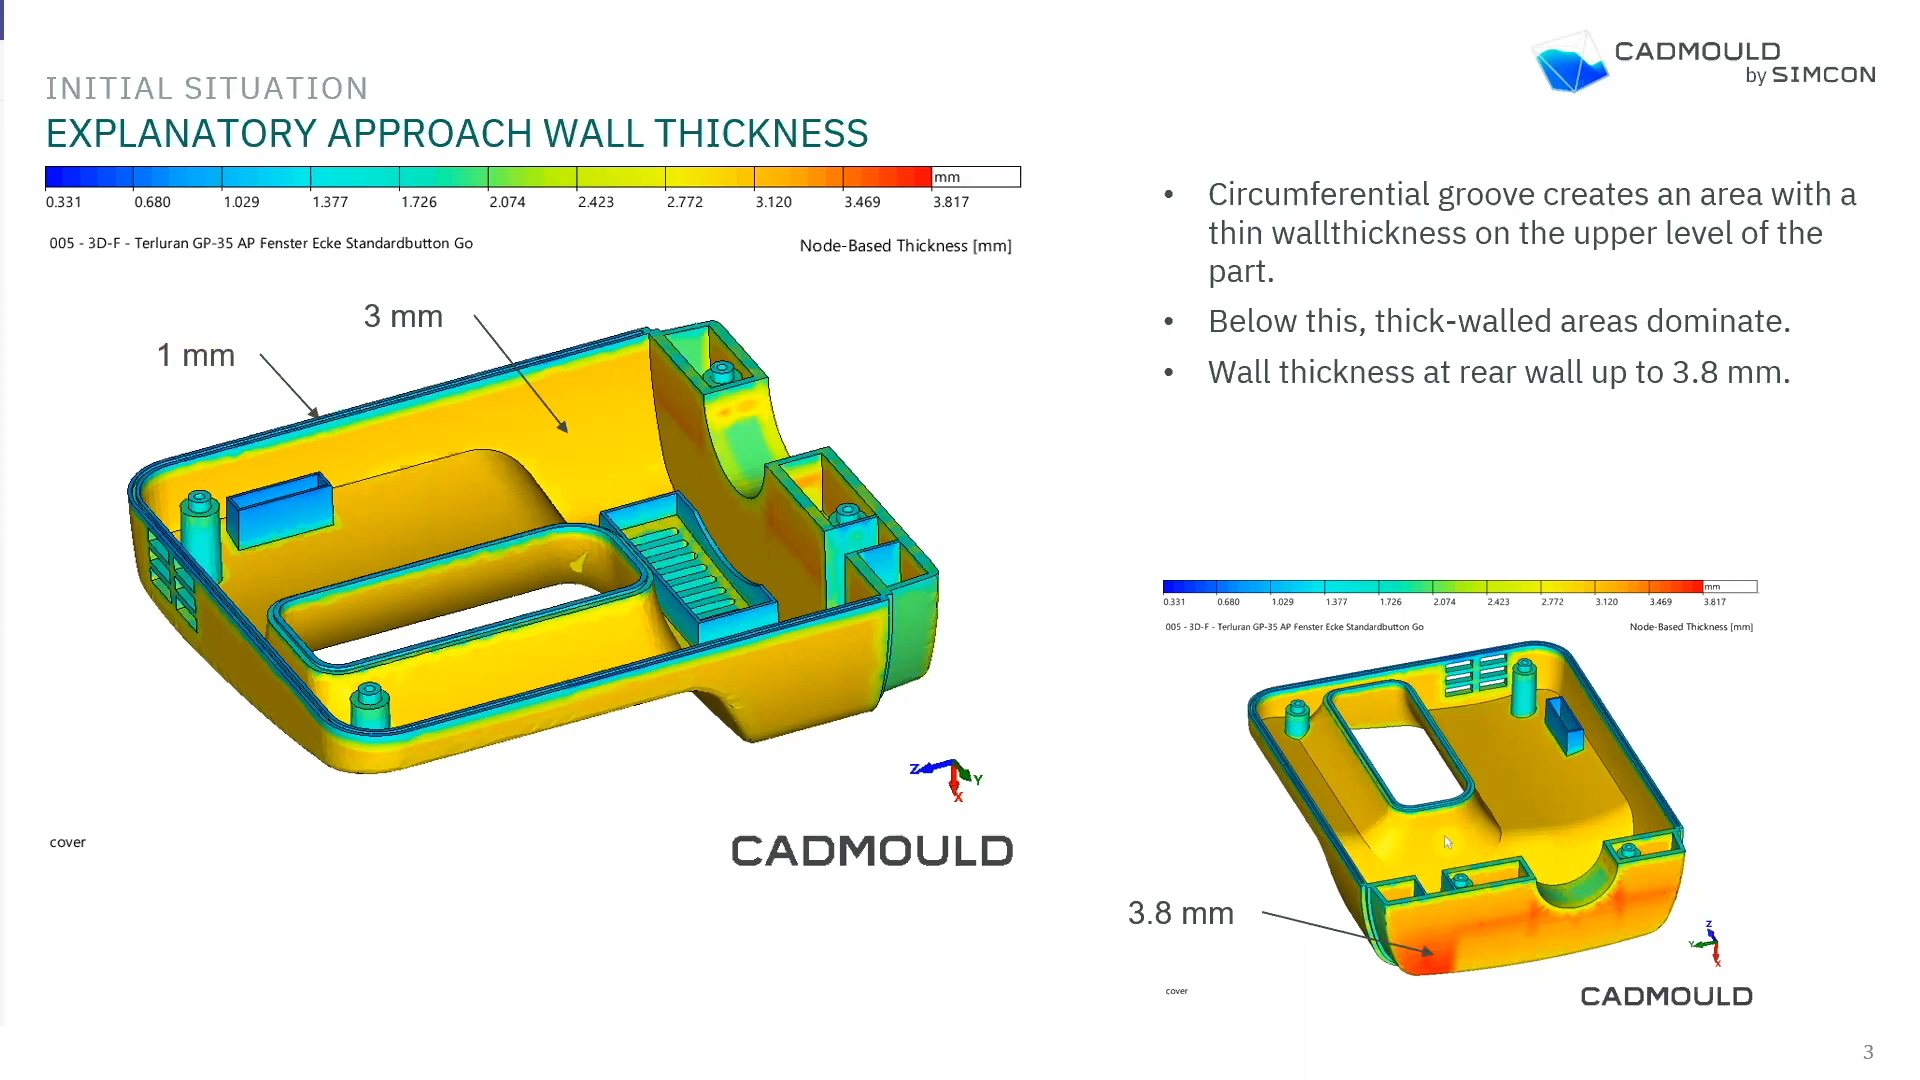 INITIAL SITUATION
EXPLANATORY APPROACH WALL THICKNESS
CADMOULD
by SIMCON
mm
0.331 0.680 1.029 1.377 1.726 2.074 2.423 2.772 3.120 3.469 3.817
005 - 3D-F - Terluran GP-35 AP Fenster Ecke Standardbutton Go
Node-Based Thickness [mm]
3 mm
1 mm
Z
Y
X
cover
CADMOULD
• Circumferential groove creates an area with a
thin wallthickness on the upper level of the
part.
• Below this, thick-walled areas dominate.
• Wall thickness at rear wall up to 3.8 mm.
mm
0.331 0.680 1.029 1.377 1.726 2.074 2.423 2.772 3.120 3.469 3.817
005 - 3D-F - Terluran GP-35 AP Fenster Ecke Standardbutton Go
Node-Based Thickness [mm]
3.8 mm
Z
Y
X
cover
CADMOULD
3